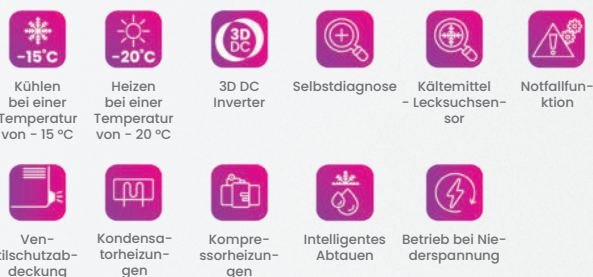 -15°C
-20°C
3D
DC
Kühlen
bei einer
Temperatur
von - 15 °C
Heizen
bei einer
Temperatur
von - 20 °C
3D DC
Inverter
Selbstdiagnose
Kältemittel
- Lecksuchsen-
sor
Notfallfun-
ktion
Ven-
tilschutzab-
deckung
Kondensa-
torheizun-
gen
Kompre-
ssorheizun-
gen
Intelligentes
Abtauen
Betrieb bei Nie-
derspannung